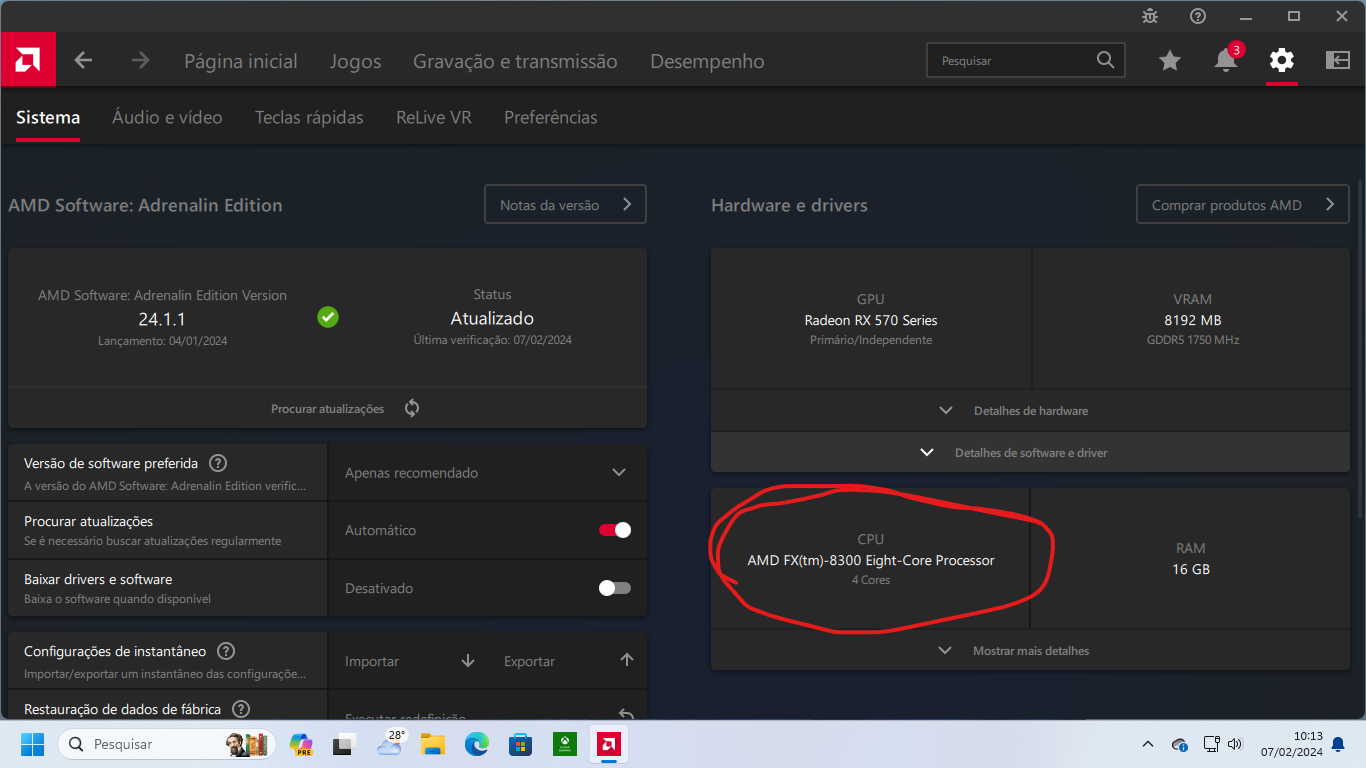 Página inicial
Jogos
Gravação e transmissão
Desempenho
Pesquisar
3
Sistema
Áudio e vídeo
Teclas rápidas
ReLive VR
Preferências
AMD Software: Adrenalin Edition
Notas da versão
AMD Software: Adrenalin Edition Version
24.1.1
Lançamento: 04/01/2024
Status
Atualizado
Última verificação: 07/02/2024
Procurar atualizações
Versão de software preferida
A versão do AMD Software: Adrenalin Edition verific...
Apenas recomendado
Procurar atualizações
Se é necessário buscar atualizações regularmente
Automático
Baixar drivers e software
Baixa o software quando disponível
Desativado
Configurações de instantâneo
Importar/exportar um instantâneo das configuraçõe...
Importar
Exportar
Restauração de dados de fábrica
Executar redefinição
Hardware e drivers
Comprar produtos AMD
GPU
Radeon RX 570 Series
Primário/Independente
VRAM
8192 MB
GDDR5 1750 MHz
Detalhes de hardware
Detalhes de software e driver
CPU
AMD FX(tm)-8300 Eight-Core Processor
4 Cores
RAM
16 GB
Mostrar mais detalhes
Pesquisar
PRE
28°
10:13
07/02/2024